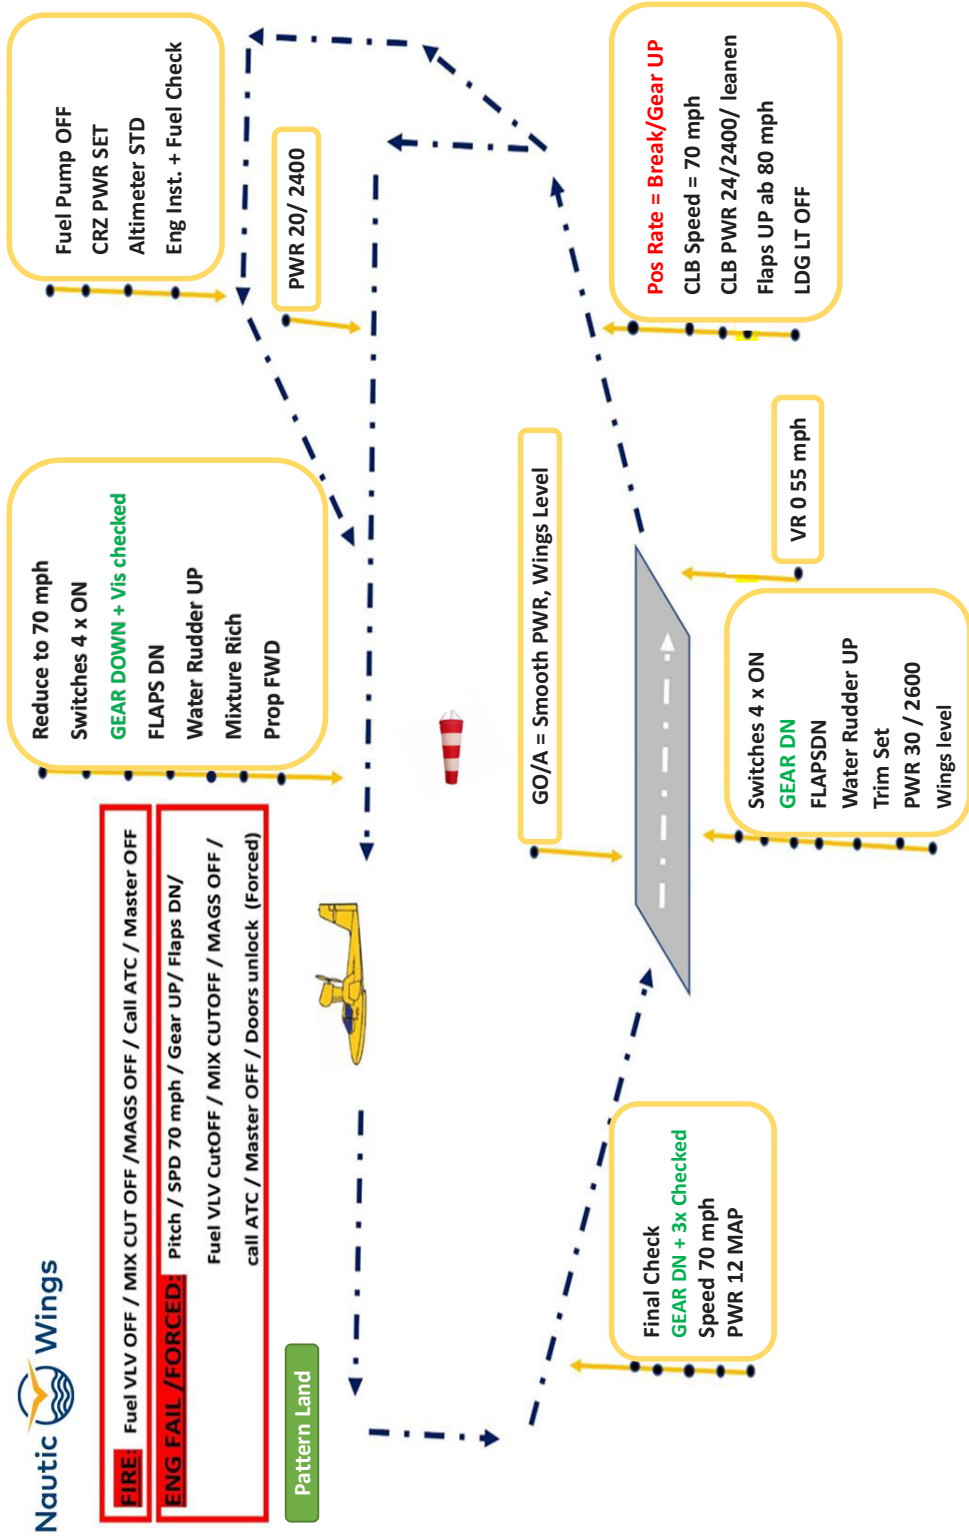 Nautic Wings
FIRE: Fuel VLV OFF / MIX CUT OFF /MAGS OFF / Call ATC / Master OFF
ENG FAIL /FORCED: Pitch / SPD 70 mph / Gear UP/ Flaps DN/
Fuel VLV CutOFF / MIX CUTOFF / MAGS OFF /
call ATC / Master OFF / Doors unlock (Forced)
Pattern Land
Reduce to 70 mph
Switches 4 x ON
GEAR DOWN + Vis checked
FLAPS DN
Water Rudder UP
Mixture Rich
Prop FWD
Fuel Pump OFF
CRZ PWR SET
Altimeter STD
Eng Inst. + Fuel Check
PWR 20/ 2400
GO/A = Smooth PWR, Wings Level
Final Check
GEAR DN + 3x Checked
Speed 70 mph
PWR 12 MAP
Switches 4 x ON
GEAR DN
FLAPSDN
Water Rudder UP
Trim Set
PWR 30 / 2600
Wings level
VR 0 55 mph
Pos Rate = Break/Gear UP
CLB Speed = 70 mph
CLB PWR 24/2400/ leanen
Flaps UP ab 80 mph
LDG LT OFF